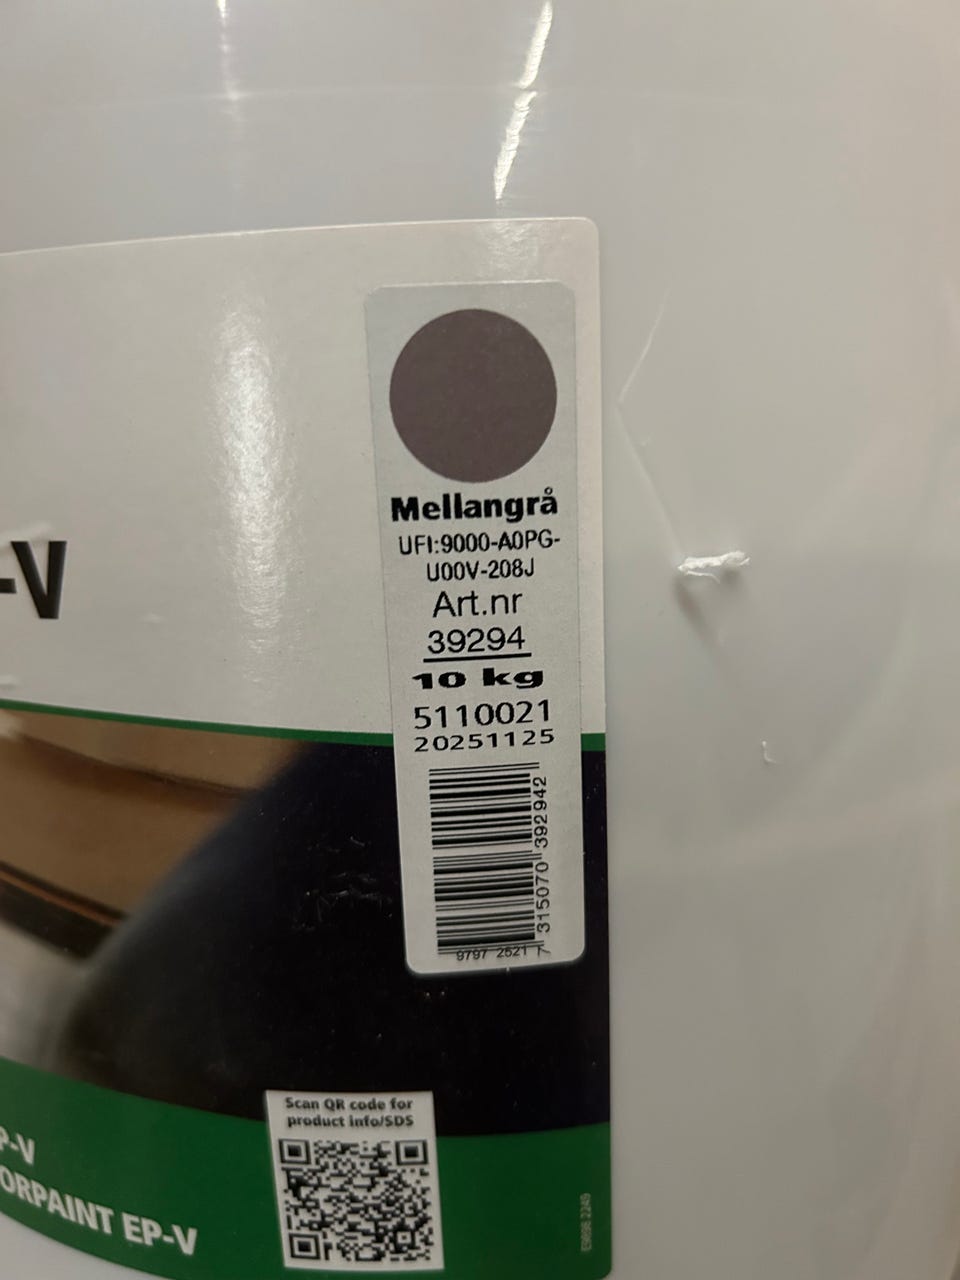 -V
Mellangrå
UFI:9000-A0PG-
U00V-208J
Art.nr
39294
10 kg
5110021
20251125
7 315070 392942
9797 2521
Scan QR code for
product info/SDS
P-V
ORPAINT EP-V